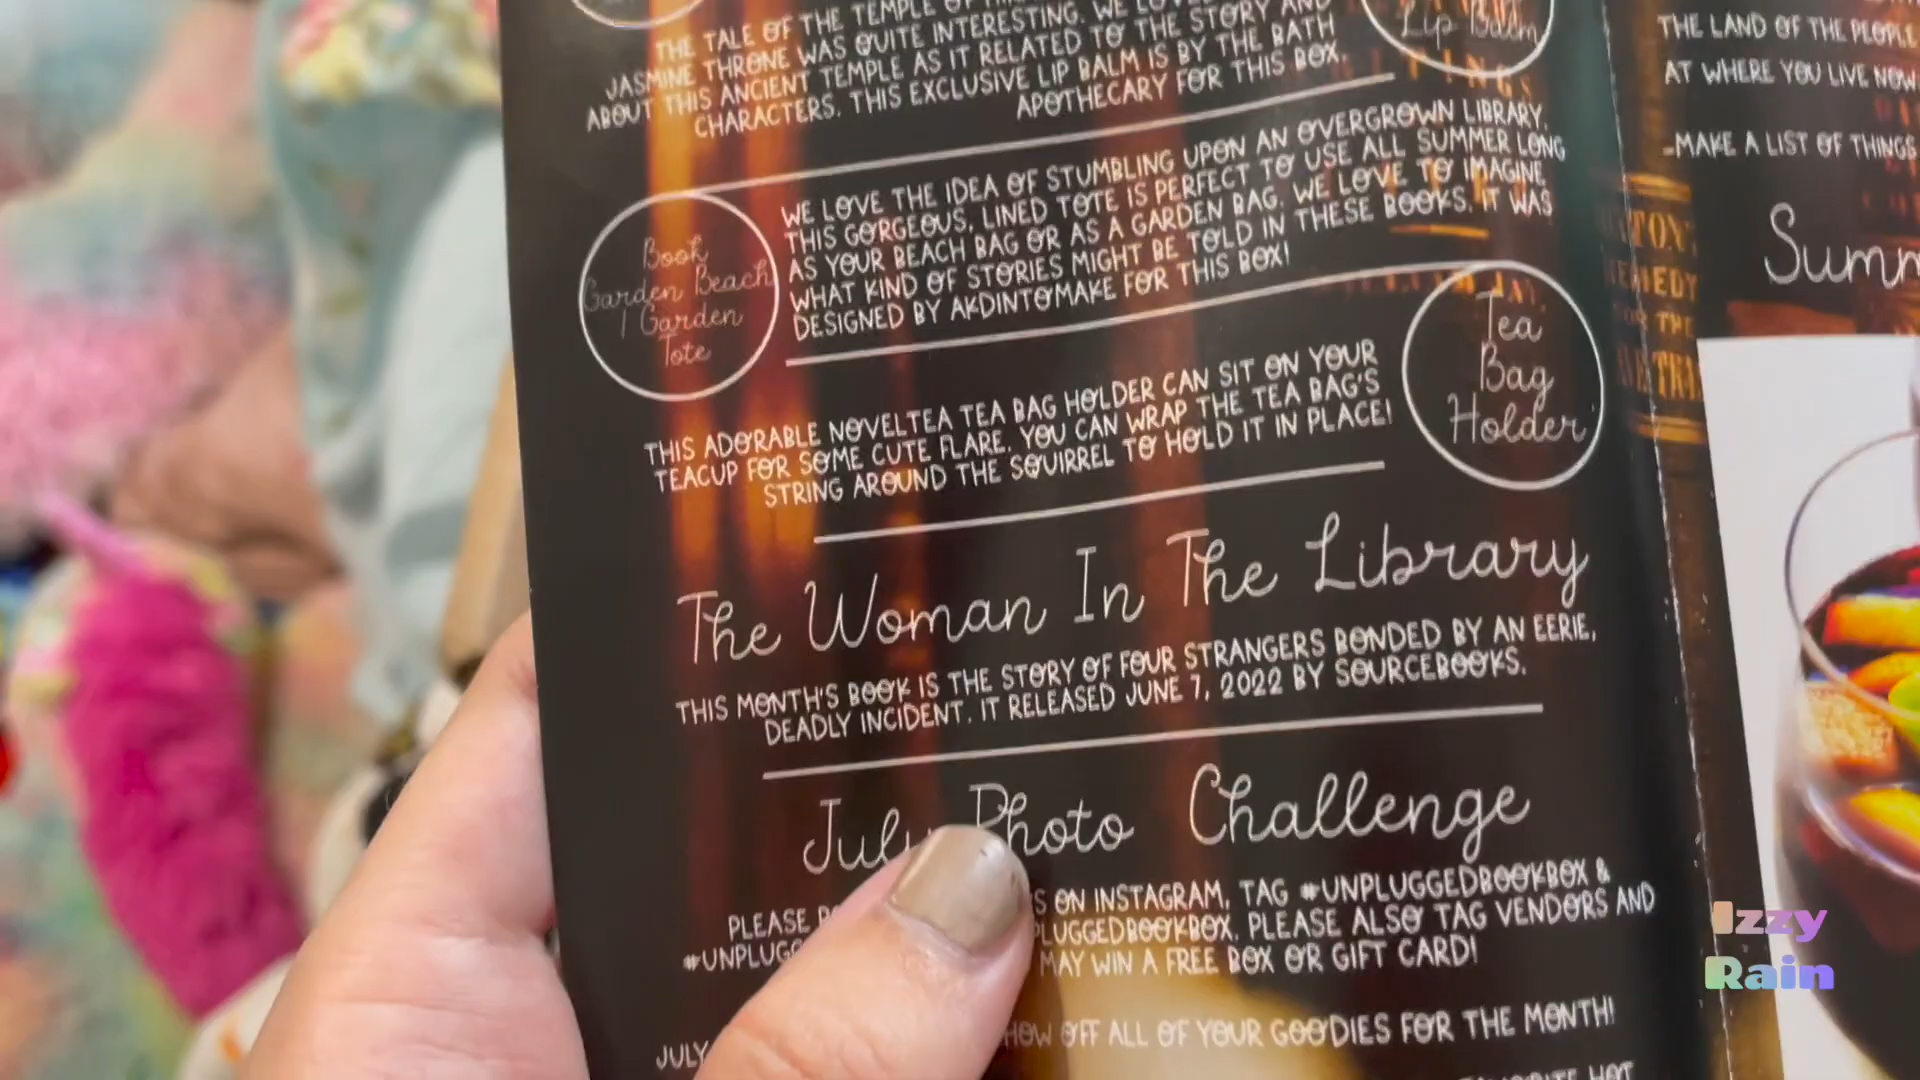 THE TALE OF THE TEMPLE OF
JASMINE THRONE WAS QUITE INTERESTING. WE
ABOUT THIS ANCIENT TEMPLE AS IT RELATED TO THE STORY AND
CHARACTERS. THIS EXCLUSIVE LIP BALM IS BY THE BATH
APOTHECARY FOR THIS BOX.
Lip Balm
Book
Garden Beach
/ Garden
Tote
WE LOVE THE IDEA OF STUMBLING UPON AN OVERGROWN LIBRARY.
THIS GORGEOUS, LINED TOTE IS PERFECT TO USE ALL SUMMER LONG
AS YOUR BEACH BAG OR AS A GARDEN BAG. WE LOVE TO IMAGINE
WHAT KIND OF STORIES MIGHT BE TOLD IN THESE BOOKS. IT WAS
DESIGNED BY AKDINTOMAKE FOR THIS BOX!
THIS ADORABLE NOVELTEA TEA BAG HOLDER CAN SIT ON YOUR
TEACUP FOR SOME CUTE FLARE. YOU CAN WRAP THE TEA BAG'S
STRING AROUND THE SQUIRREL TO HOLD IT IN PLACE!
Tea
Bag
Holder
The Woman In The Library
THIS MONTH'S BOOK IS THE STORY OF FOUR STRANGERS BONDED BY AN EERIE,
DEADLY INCIDENT. IT RELEASED JUNE 7, 2022 BY SOURCEBOOKS.
July Photo Challenge
PLEASE ON INSTAGRAM, TAG #UNPLUGGEDBOOKBOX &
PLEASE ALSO TAG VENDORS AND
MAY WIN A FREE BOX OR GIFT CARD!
JULY OFF ALL OF YOUR GOODIES FOR THE MONTH!
HOT
THE LAND OF THE PEOPLE
AT WHERE YOU LIVE NOW
-MAKE A LIST OF THINGS
THE
Izzy
Rain